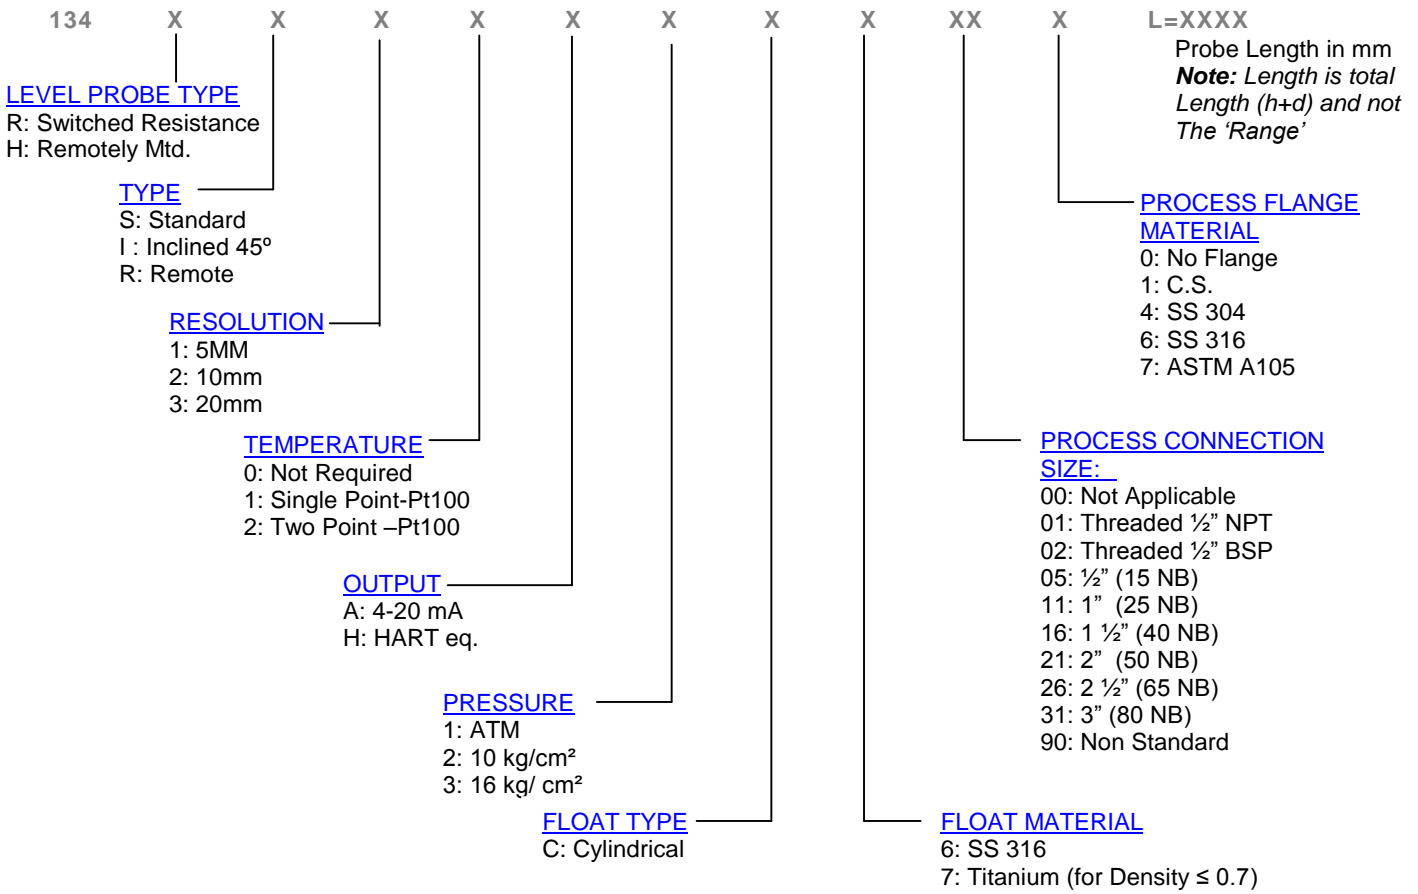 134 X X X X X X X X XX X L=XXXX
Probe Length in mm
Note: Length is total
Length (h+d) and not
The ‘Range’
LEVEL PROBE TYPE
R: Switched Resistance
H: Remotely Mtd.
TYPE
S: Standard
I : Inclined 45º
R: Remote
RESOLUTION
1: 5MM
2: 10mm
3: 20mm
TEMPERATURE
0: Not Required
1: Single Point-Pt100
2: Two Point –Pt100
OUTPUT
A: 4-20 mA
H: HART eq.
PRESSURE
1: ATM
2: 10 kg/cm²
3: 16 kg/ cm²
FLOAT TYPE
C: Cylindrical
FLOAT MATERIAL
6: SS 316
7: Titanium (for Density ≤ 0.7)
PROCESS CONNECTION
SIZE:
00: Not Applicable
01: Threaded ½” NPT
02: Threaded ½” BSP
05: ½” (15 NB)
11: 1” (25 NB)
16: 1 ½” (40 NB)
21: 2” (50 NB)
26: 2 ½” (65 NB)
31: 3” (80 NB)
90: Non Standard
PROCESS FLANGE
MATERIAL
0: No Flange
1: C.S.
4: SS 304
6: SS 316
7: ASTM A105